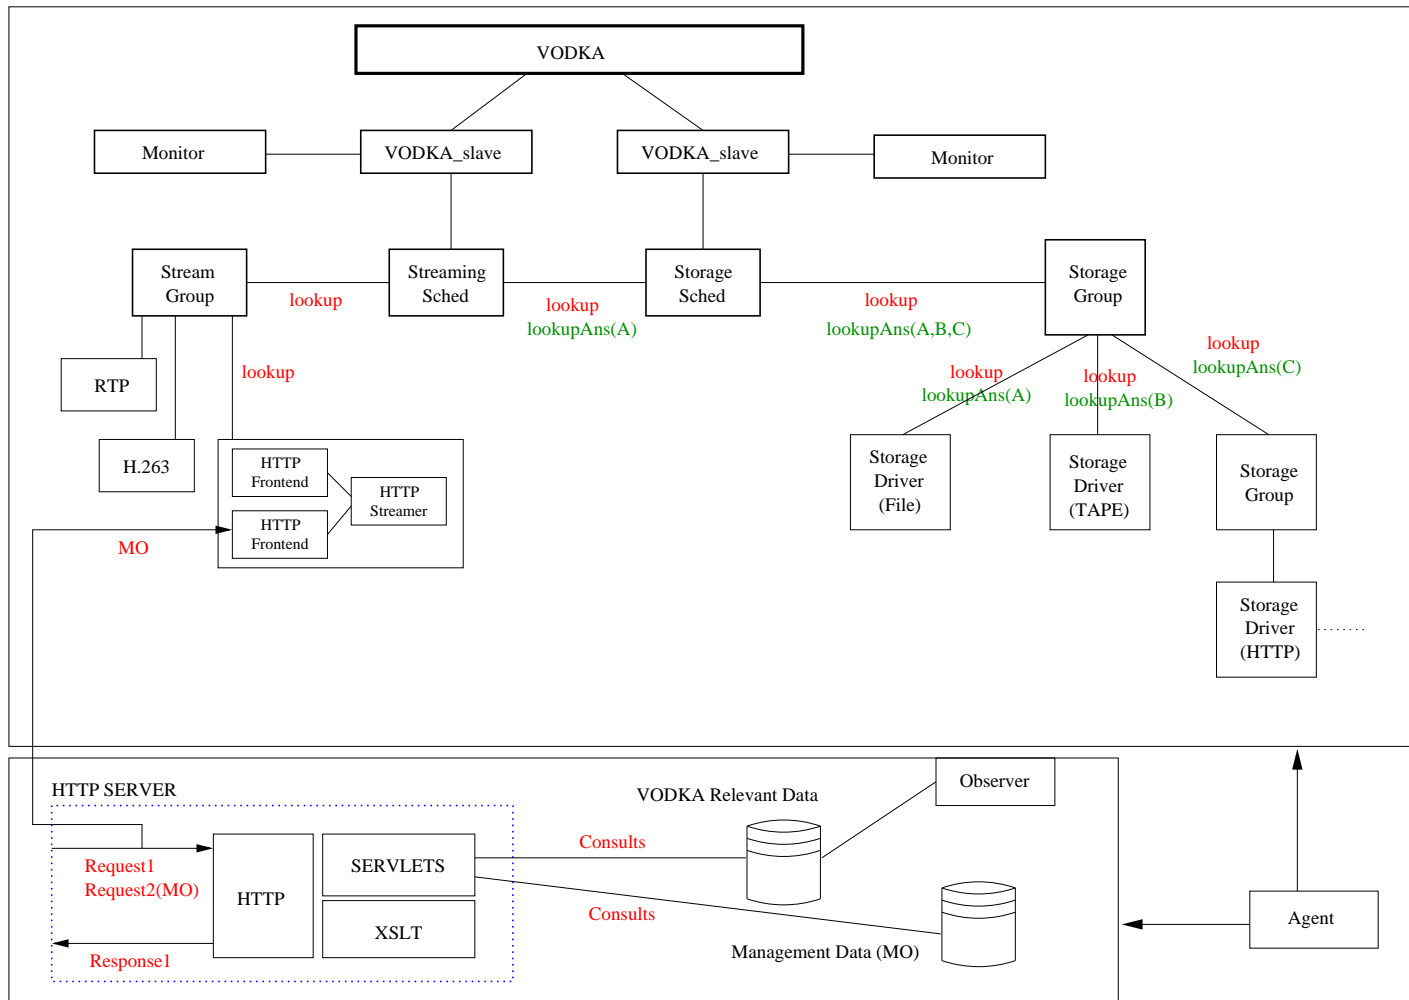 VODKA
Monitor
VODKA_slave
VODKA_slave
Monitor
Stream
Group
lookup
Streaming
Sched
lookup
lookupAns(A)
Storage
Sched
lookup
lookupAns(A,B,C)
Storage
Group
RTP
lookup
lookup
lookupAns(A)
lookup
lookupAns(B)
lookup
lookupAns(C)
H.263
HTTP
Frontend
HTTP
Streamer
HTTP
Frontend
MO
Storage
Driver
(File)
Storage
Driver
(TAPE)
Storage
Group
Storage
Driver
(HTTP)
HTTP SERVER
Request1
Request2(MO)
Response1
HTTP
SERVLETS
XSLT
Consults
Consults
VODKA Relevant Data
Observer
Management Data (MO)
Agent